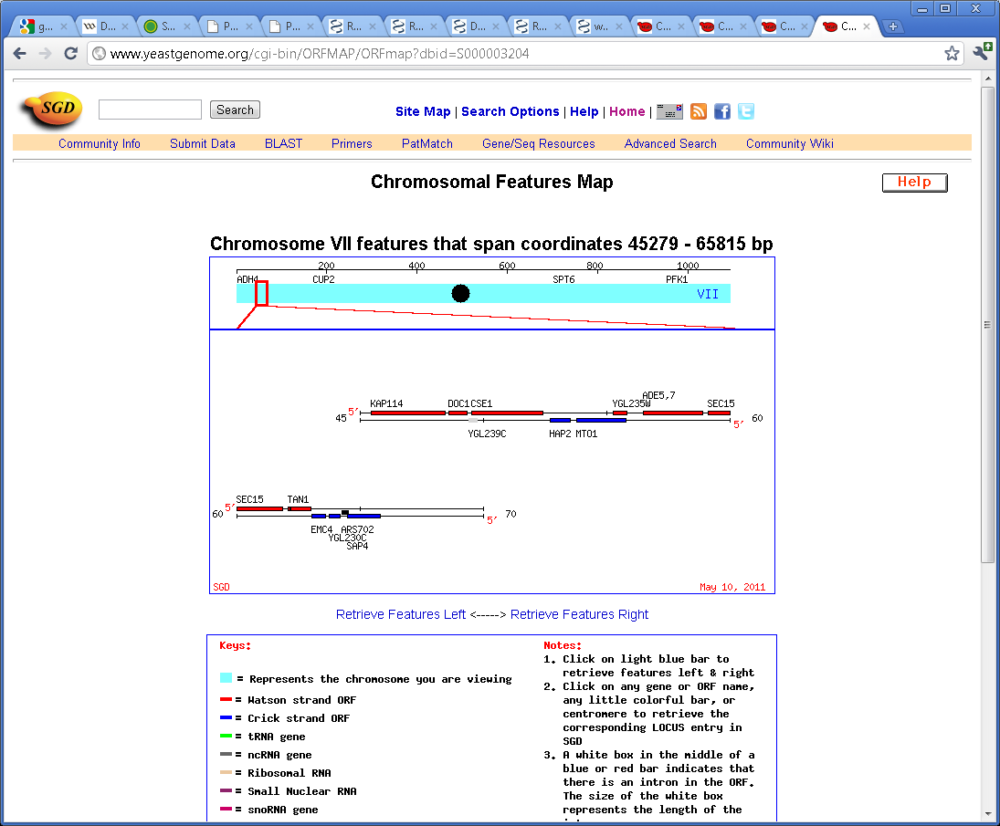 g... D... S... P... P... R... R... D... R... w... C... C... C... C...
www.yeastgenome.org/cgi-bin/ORFMAP/ORFmap?dbid=S000003204
SGD Search Site Map | Search Options | Help | Home |
Community Info Submit Data BLAST Primers PatMatch Gene/Seq Resources Advanced Search Community Wiki
Chromosomal Features Map
Help
Chromosome VII features that span coordinates 45279 - 65815 bp
200 400 600 800 1000
ADH4 CUP2 SPT6 PFK1
VII
ADE5,7
KAP114 DOC1 CSE1 YGL235W SEC15
45 5' 5' 60
YGL239C HAP2 MTO1
SEC15 TAN1
60 5' 5' 70
EMC4 ARS702
YGL230C
SAP4
SGD May 10, 2011
Retrieve Features Left <-----> Retrieve Features Right
Keys:
= Represents the chromosome you are viewing
= Watson strand ORF
= Crick strand ORF
= tRNA gene
= ncRNA gene
= Ribosomal RNA
= Small Nuclear RNA
= snoRNA gene
Notes:
1. Click on light blue bar to
retrieve features left & right
2. Click on any gene or ORF name,
any little colorful bar, or
centromere to retrieve the
corresponding LOCUS entry in
SGD
3. A white box in the middle of a
blue or red bar indicates that
there is an intron in the ORF.
The size of the white box
represents the length of the